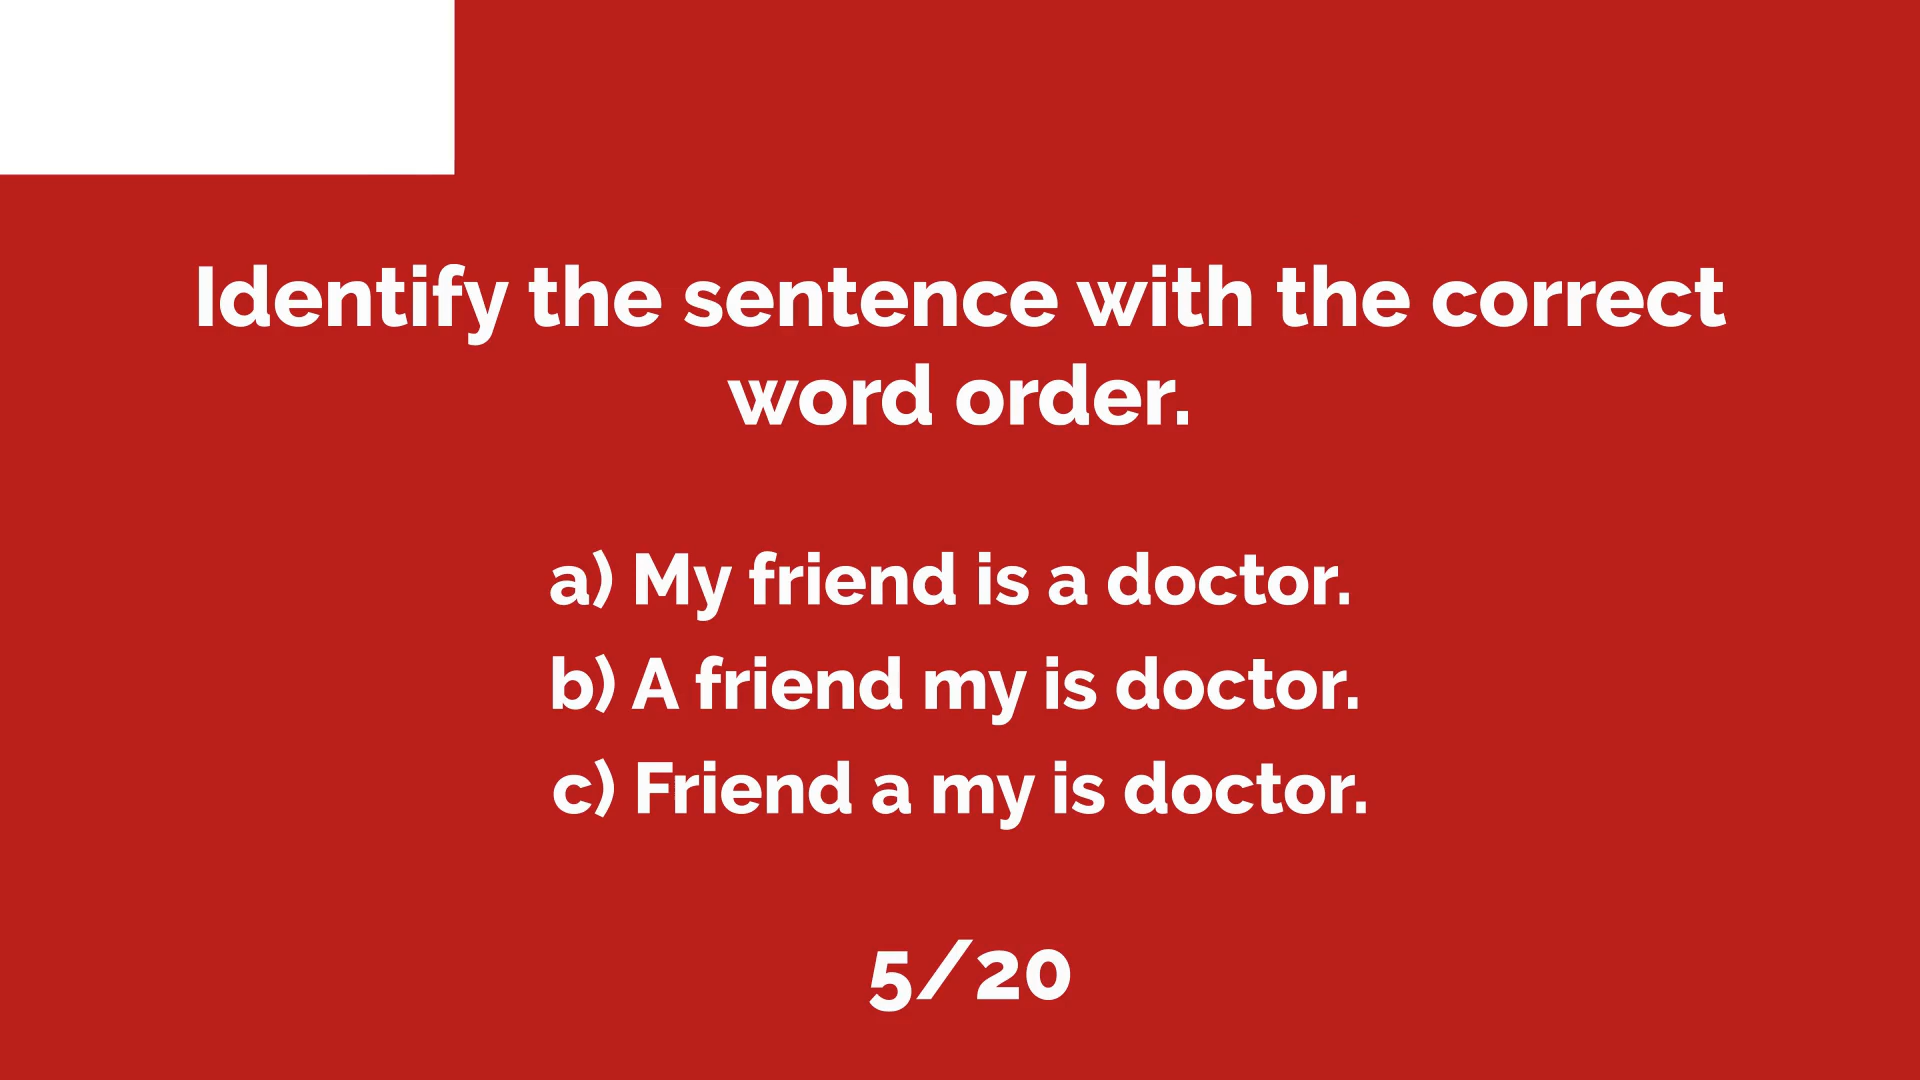 Identify the sentence with the correct
word order.
a) My friend is a doctor.
b) A friend my is doctor.
c) Friend a my is doctor.
5/20